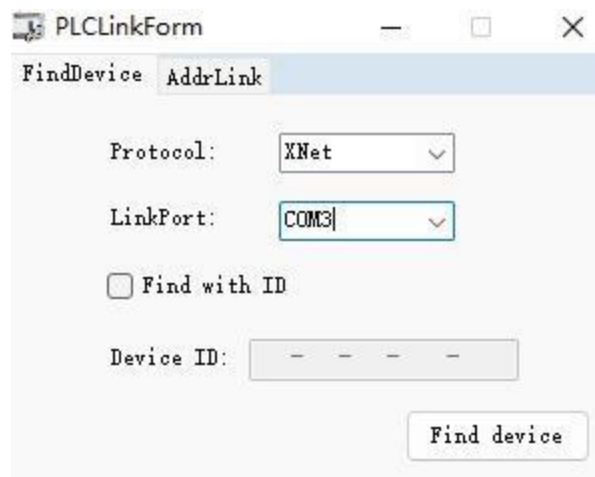 PLCLinkForm
FindDevice AddrLink
Protocol: XNet
LinkPort: COM3
Find with ID
Device ID: - - - -
Find device